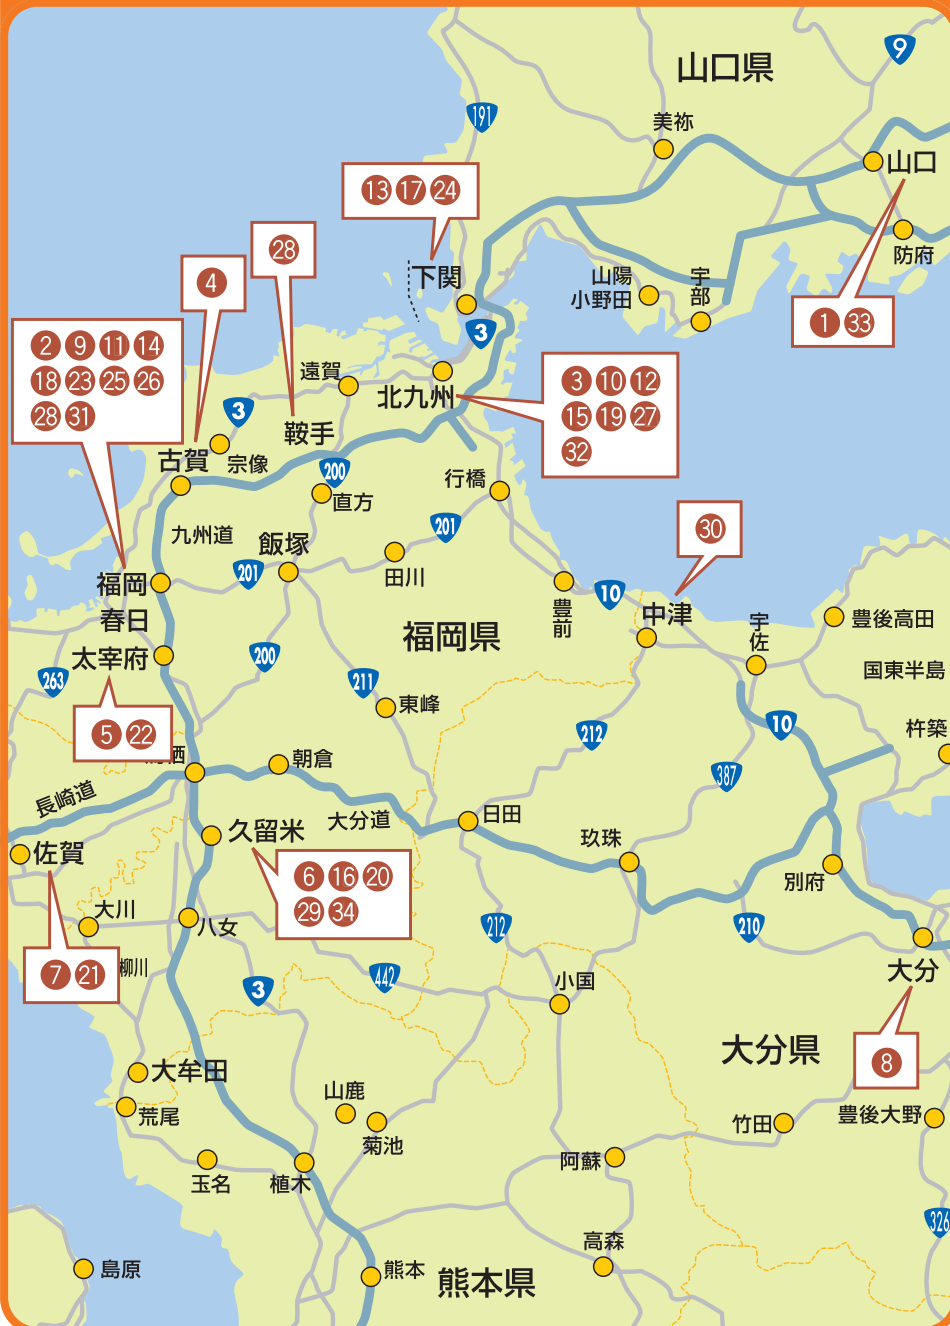 山口県
9
191
美祢
山口
13 17 24
防府
28
下関
山陽
小野田
宇部
4
1 33
3
2 9 11 14
18 23 25 26
28 31
遠賀
北九州
3 10 12
15 19 27
32
3
鞍手
古賀
宗像
200
直方
行橋
九州道
201
飯塚
30
福岡
201
田川
豊前
10
中津
春日
福岡県
宇佐
豊後高田
太宰府
200
国東半島
263
211
東峰
10
杵築
5 22
212
栖
朝倉
387
長崎道
大分道
日田
久留米
玖珠
佐賀
6 16 20
29 34
別府
大川
八女
212
210
7 21
柳川
3
442
小国
大分
大分県
8
大牟田
山鹿
荒尾
菊池
竹田
豊後大野
玉名
植木
阿蘇
326
高森
島原
熊本
熊本県